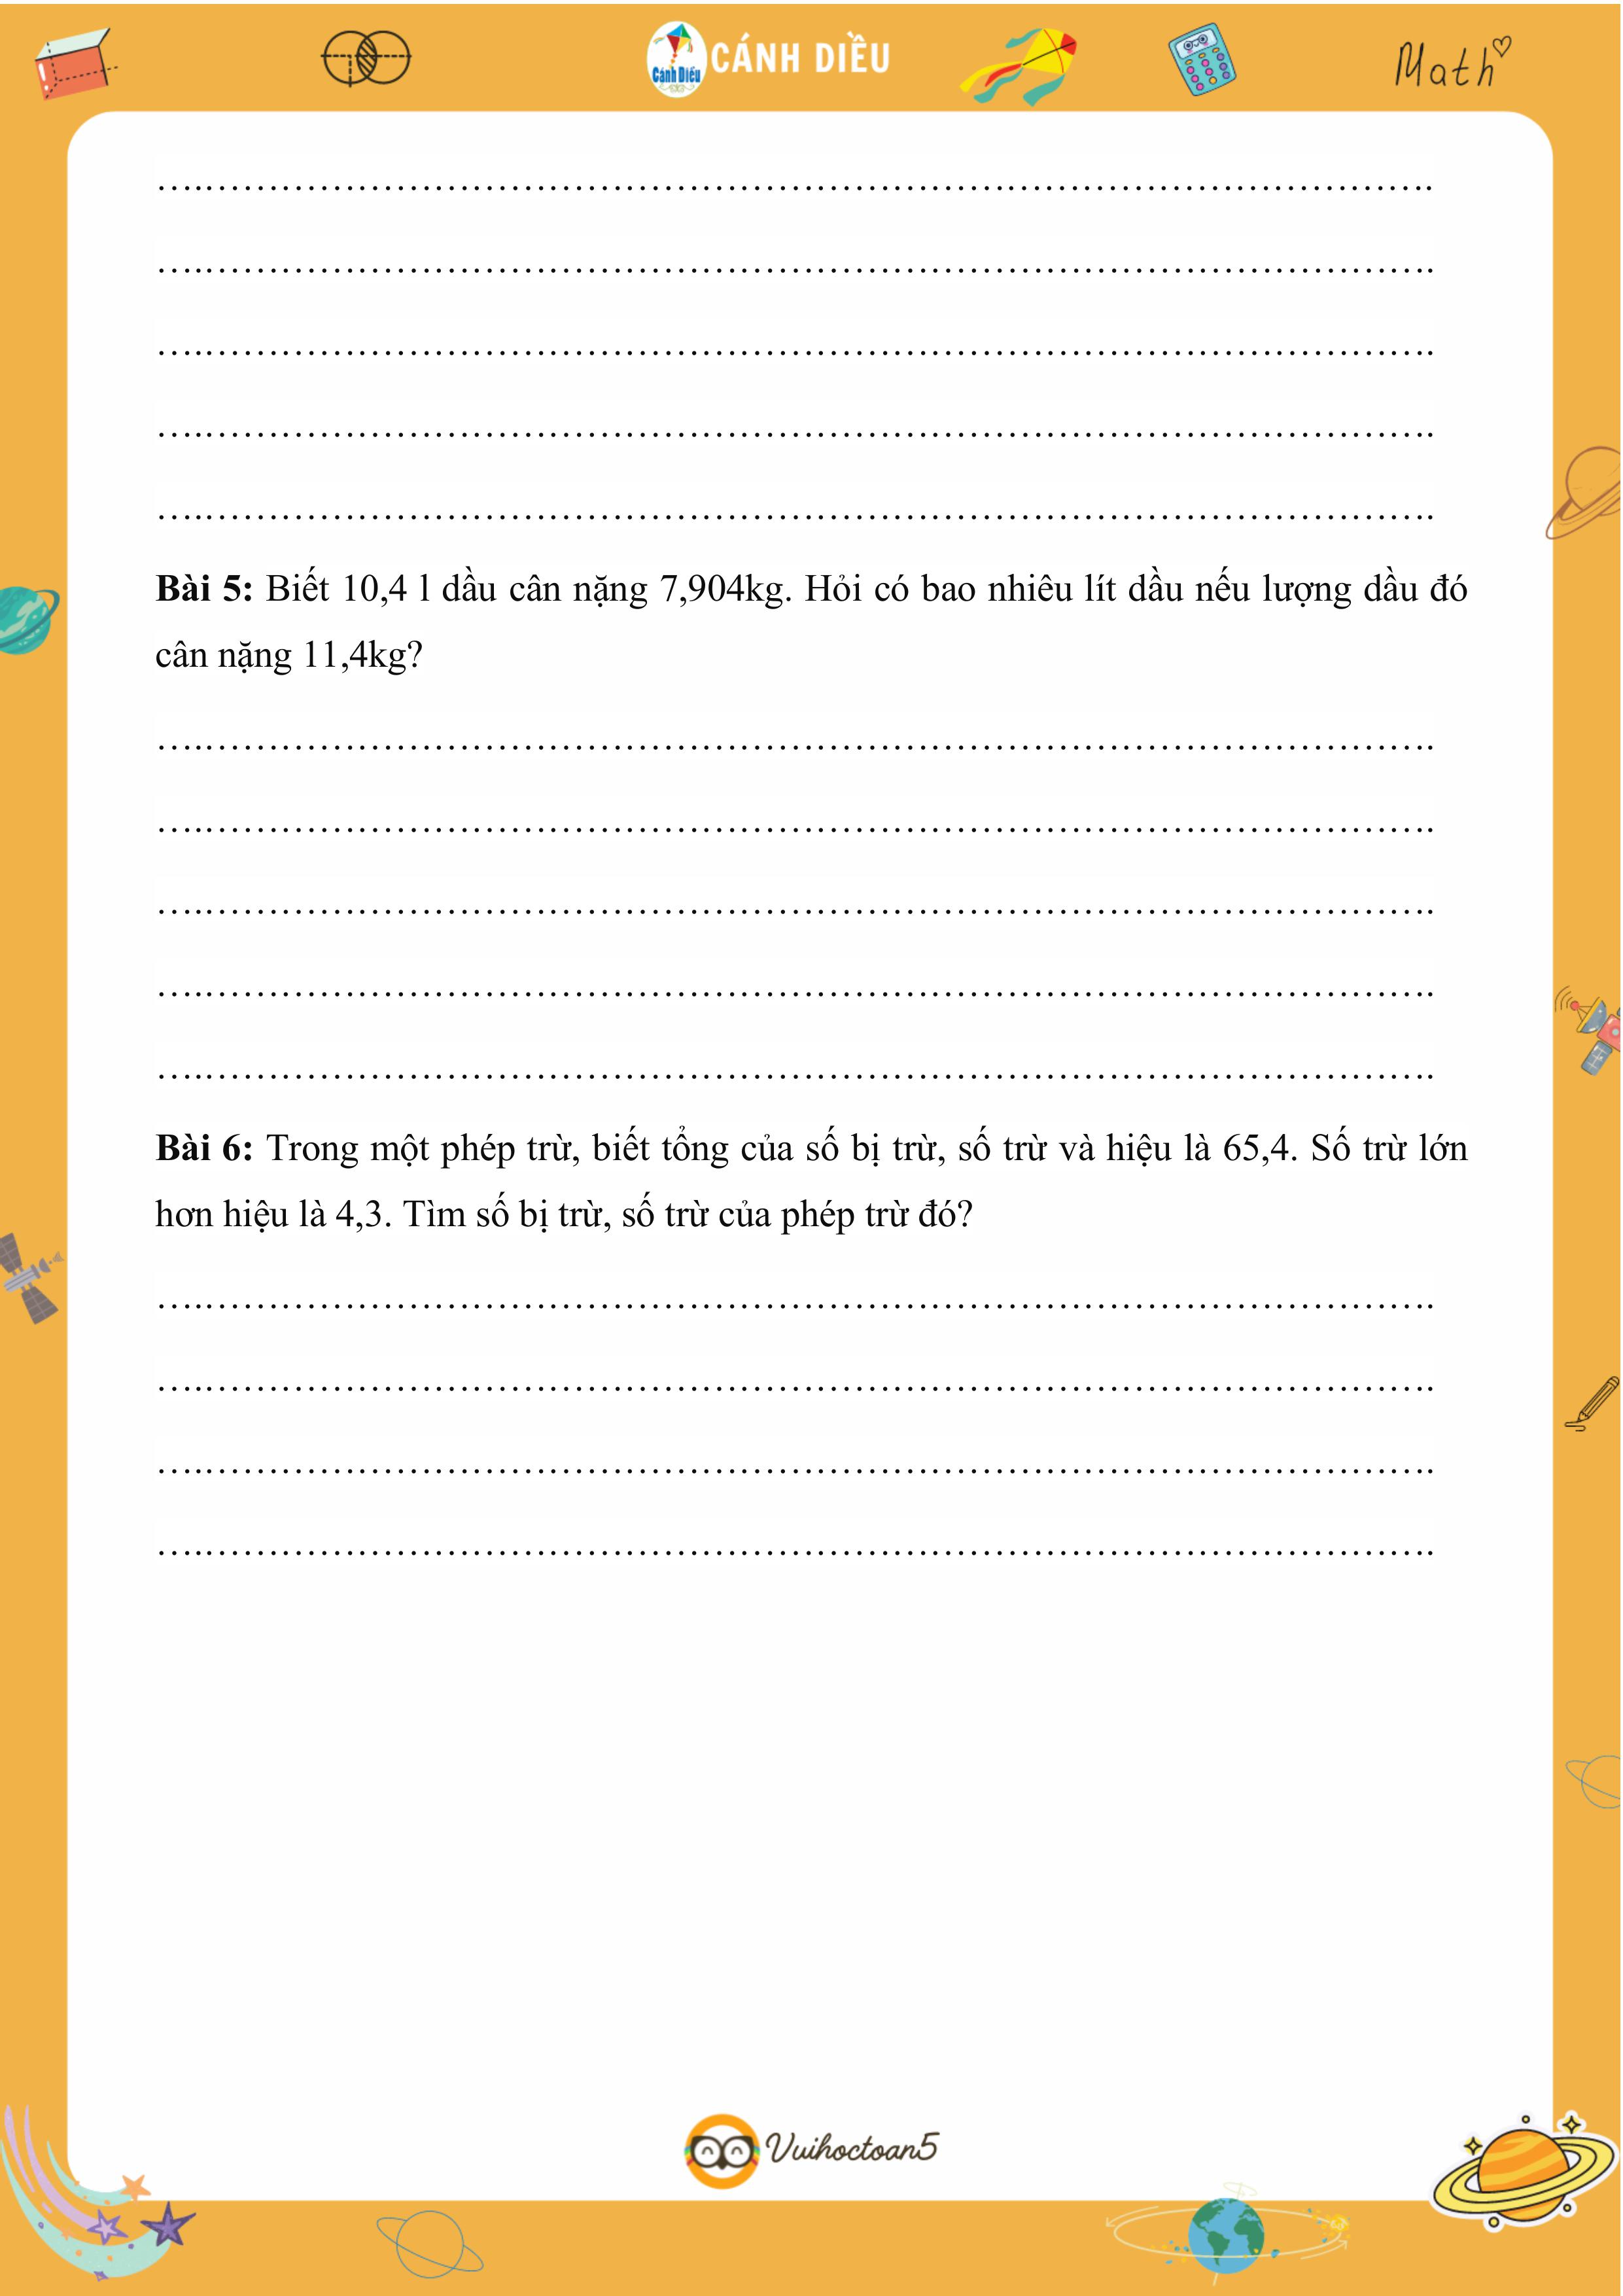 Cánh Diều CÁNH DIỀU Math
………………………………………………………………………………………….
………………………………………………………………………………………….
………………………………………………………………………………………….
………………………………………………………………………………………….
………………………………………………………………………………………….
Bài 5: Biết 10,4 l dầu cân nặng 7,904kg. Hỏi có bao nhiêu lít dầu nếu lượng dầu đó
cân nặng 11,4kg?
………………………………………………………………………………………….
………………………………………………………………………………………….
………………………………………………………………………………………….
………………………………………………………………………………………….
………………………………………………………………………………………….
Bài 6: Trong một phép trừ, biết tổng của số bị trừ, số trừ và hiệu là 65,4. Số trừ lớn
hơn hiệu là 4,3. Tìm số bị trừ, số trừ của phép trừ đó?
………………………………………………………………………………………….
………………………………………………………………………………………….
………………………………………………………………………………………….
………………………………………………………………………………………….
Vuihoctoan5